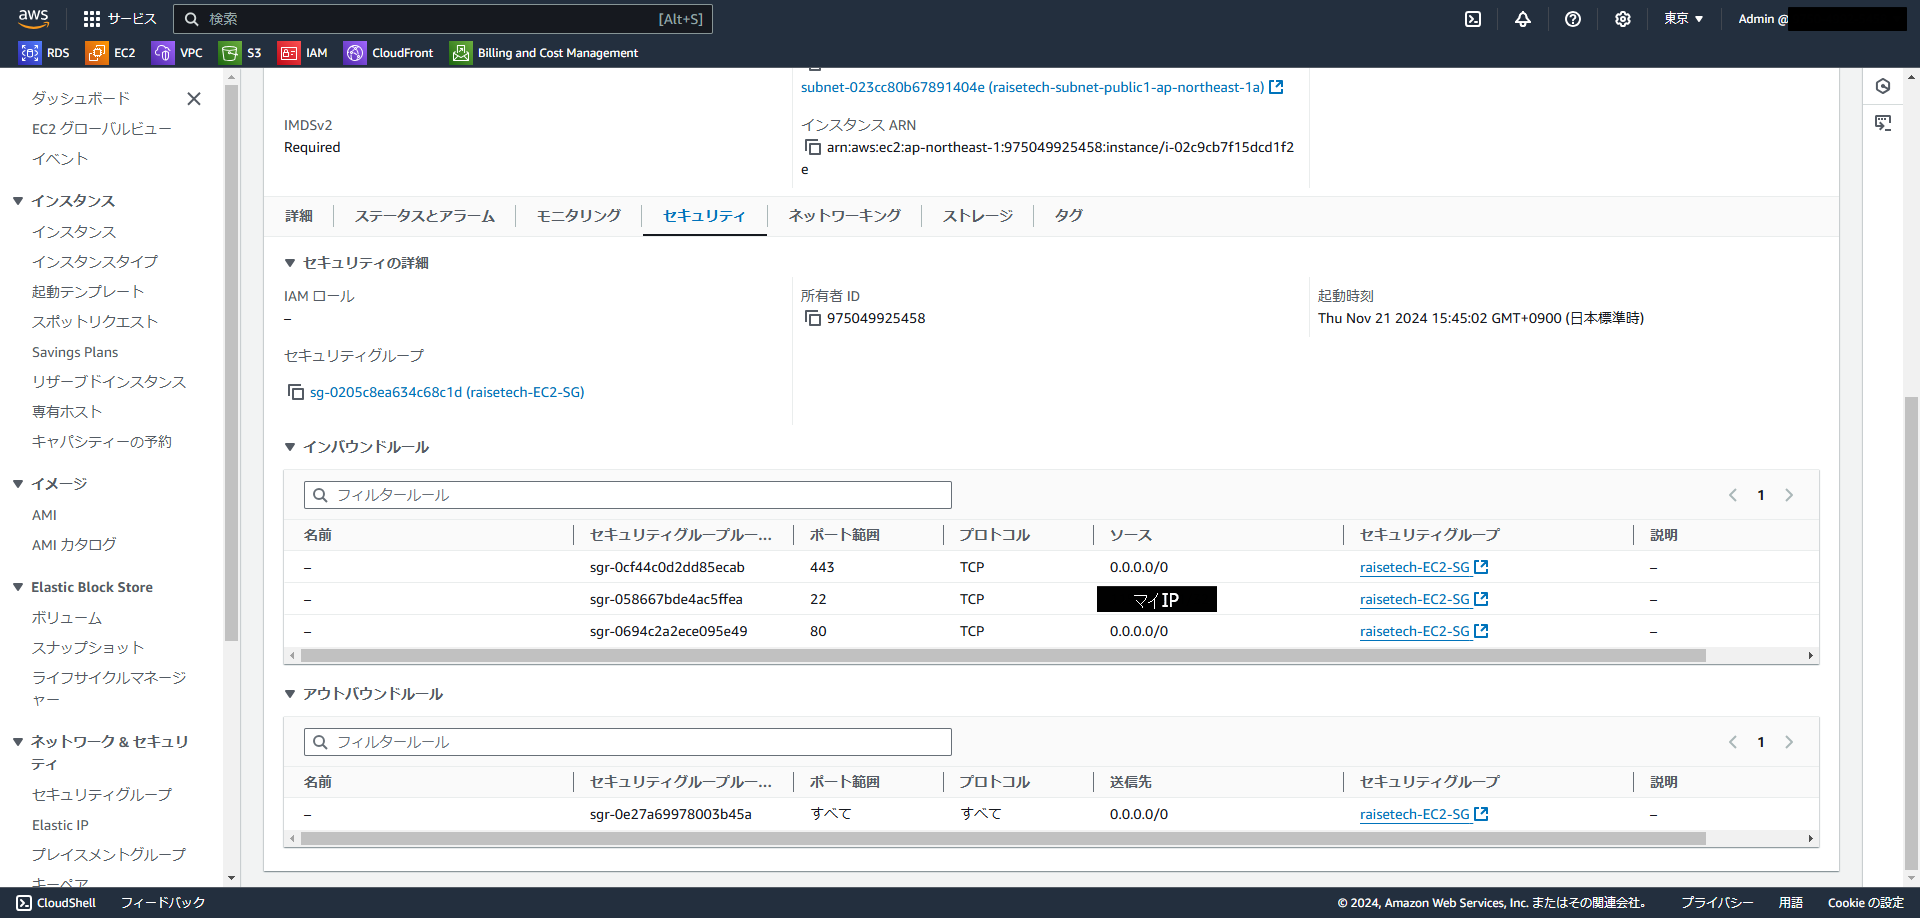 aws
サービス
検索
[Alt+S]
東京 ▼
Admin @
RDS
EC2
VPC
S3
IAM
CloudFront
Billing and Cost Management
ダッシュボード
EC2 グローバルビュー
イベント
インスタンス
インスタンス
インスタンスタイプ
起動テンプレート
スポットリクエスト
Savings Plans
リザーブドインスタンス
専有ホスト
キャパシティーの予約
イメージ
AMI
AMI カタログ
Elastic Block Store
ボリューム
スナップショット
ライフサイクルマネージ
ャー
ネットワーク & セキュリ
ティ
セキュリティグループ
Elastic IP
プレイスメントグループ
キーペア
subnet-023cc80b67891404e (raisetech-subnet-public1-ap-northeast-1a)
IMDSv2
Required
インスタンス ARN
arn:aws:ec2:ap-northeast-1:975049925458:instance/i-02c9cb7f15dcd1f2
e
詳細
ステータスとアラーム
モニタリング
セキュリティ
ネットワーキング
ストレージ
タグ
セキュリティの詳細
IAM ロール
–
所有者 ID
975049925458
起動時刻
Thu Nov 21 2024 15:45:02 GMT+0900 (日本標準時)
セキュリティグループ
sg-0205c8ea634c68c1d (raisetech-EC2-SG)
インバウンドルール
フィルタールール
1
名前 セキュリティグループルー... ポート範囲 プロトコル ソース セキュリティグループ 説明
– sgr-0cf44c0d2dd85ecab 443 TCP 0.0.0.0/0 raisetech-EC2-SG –
– sgr-058667bde4ac5ffea 22 TCP マイIP raisetech-EC2-SG –
– sgr-0694c2a2ece095e49 80 TCP 0.0.0.0/0 raisetech-EC2-SG –
アウトバウンドルール
フィルタールール
1
名前 セキュリティグループルー... ポート範囲 プロトコル 送信先 セキュリティグループ 説明
– sgr-0e27a69978003b45a すべて すべて 0.0.0.0/0 raisetech-EC2-SG –
CloudShell
フィードバック
© 2024, Amazon Web Services, Inc. またはその関連会社。
プライバシー
用語
Cookie の設定